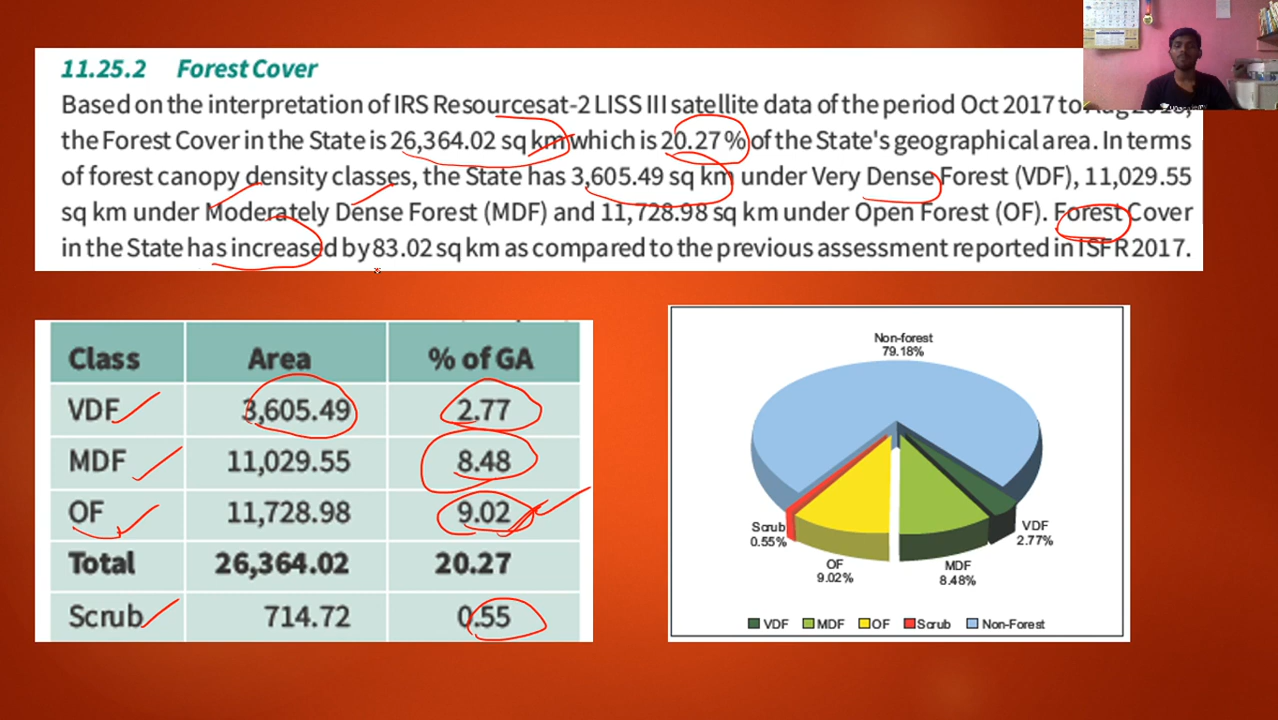 11.25.2 Forest Cover
Based on the interpretation of IRS Resourcesat-2 LISS III satellite data of the period Oct 2017 to
the Forest Cover in the State is 26,364.02 sq km which is 20.27 % of the State's geographical area. In terms
of forest canopy density classes, the State has 3,605.49 sq km under Very Dense Forest (VDF), 11,029.55
sq km under Moderately Dense Forest (MDF) and 11,728.98 sq km under Open Forest (OF). Forest Cover
in the State has increased by 83.02 sq km as compared to the previous assessment reported in ISFR 2017.
Class Area % of GA
VDF 3,605.49 2.77
MDF 11,029.55 8.48
OF 11,728.98 9.02
Total 26,364.02 20.27
Scrub 714.72 0.55
Non-forest
79.18%
Scrub
0.55%
OF
9.02%
MDF
8.48%
VDF
2.77%
VDF MDF OF Scrub Non-Forest